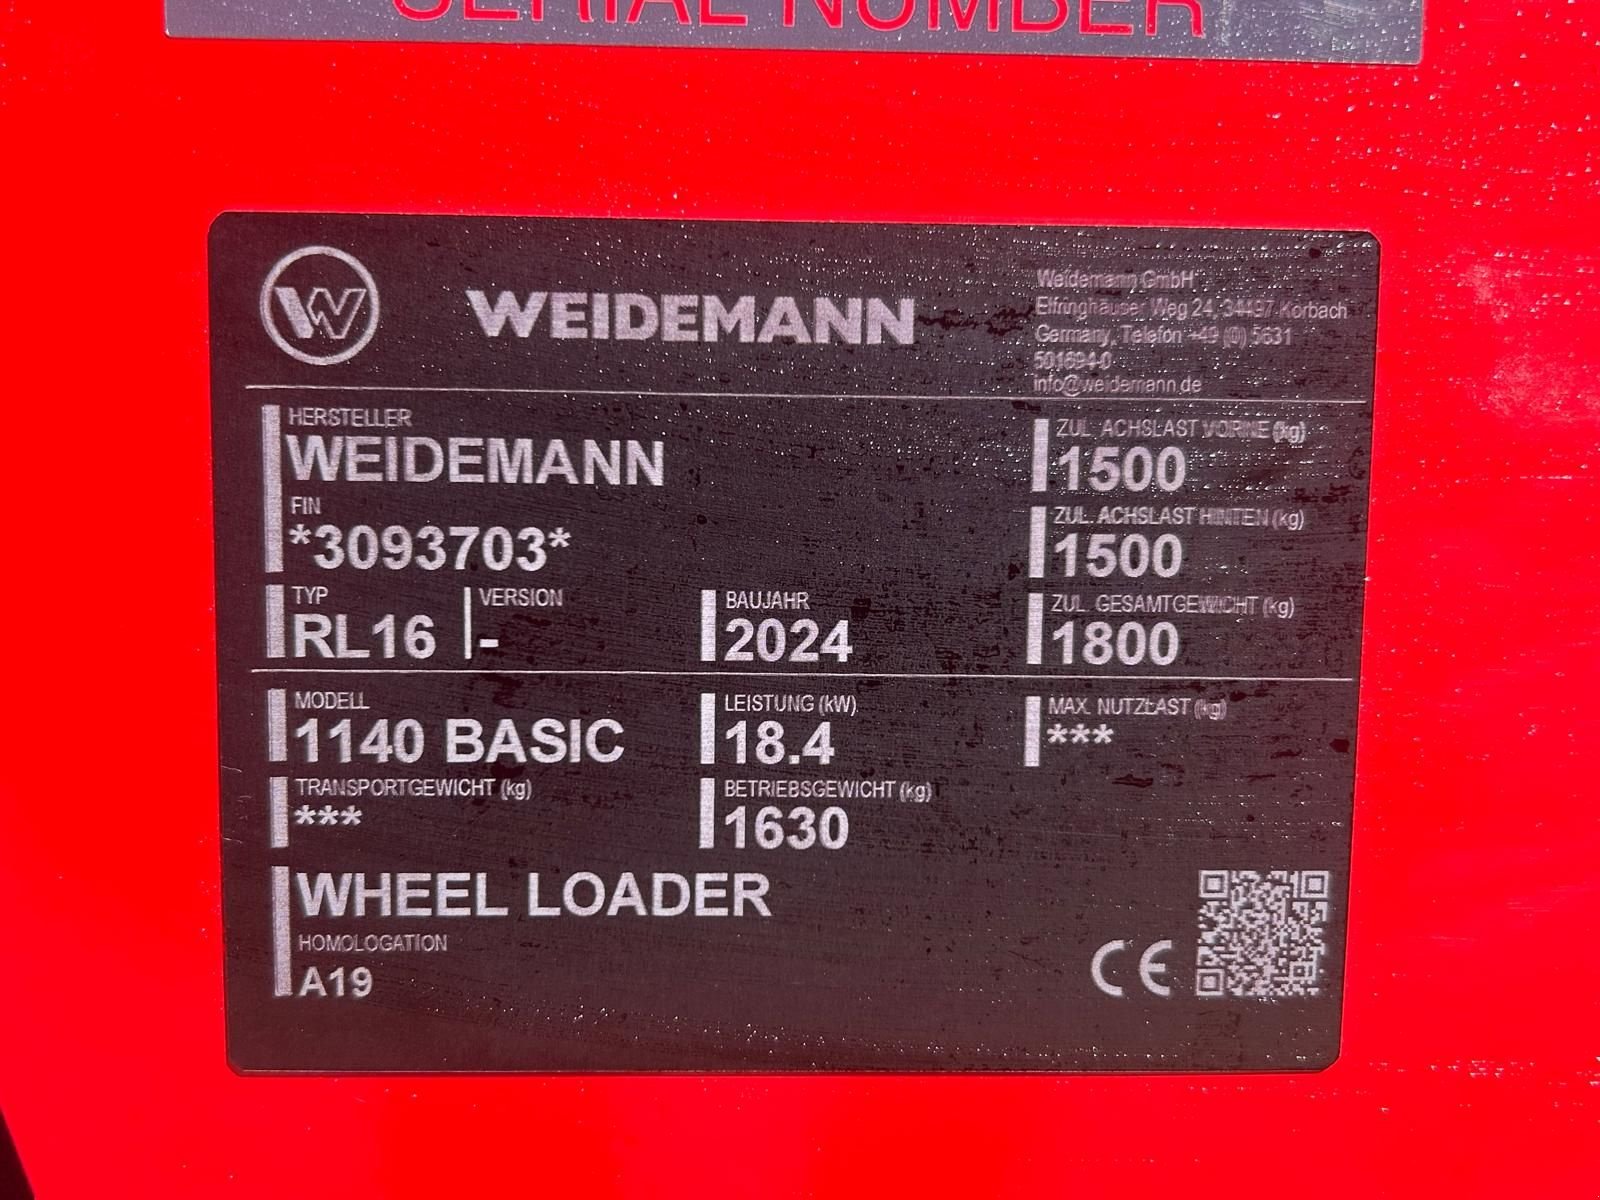 SERIAL NUMBER
WEIDEMANN
Weidemann GmbH
Elfringhäuser Weg 24, 34497 Korbach
Germany, Telefon +49 (0) 5631
501694-0
info@weidemann.de
HERSTELLER
WEIDEMANN
FIN
*3093703*
TYP
RL16
VERSION
-
BAUJAHR
2024
ZUL. ACHSLAST VORNE (kg)
1500
ZUL. ACHSLAST HINTEN (kg)
1500
ZUL. GESAMTGEWICHT (kg)
1800
MODELL
1140 BASIC
LEISTUNG (kW)
18.4
MAX. NUTZLAST (kg)
***
TRANSPORTGEWICHT (kg)
***
BETRIEBSGEWICHT (kg)
1630
WHEEL LOADER
HOMOLOGATION
A19
CE